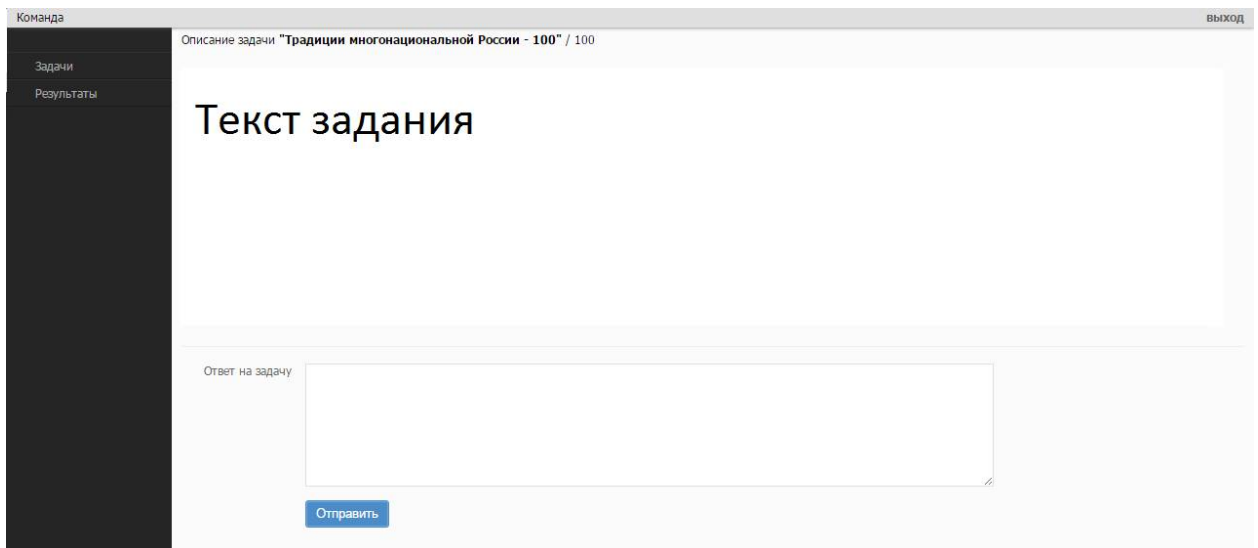 Команда
выход
Описание задачи "Традиции многонациональной России - 100" / 100
Задачи
Результаты
Текст задания
Ответ на задачу
Отправить